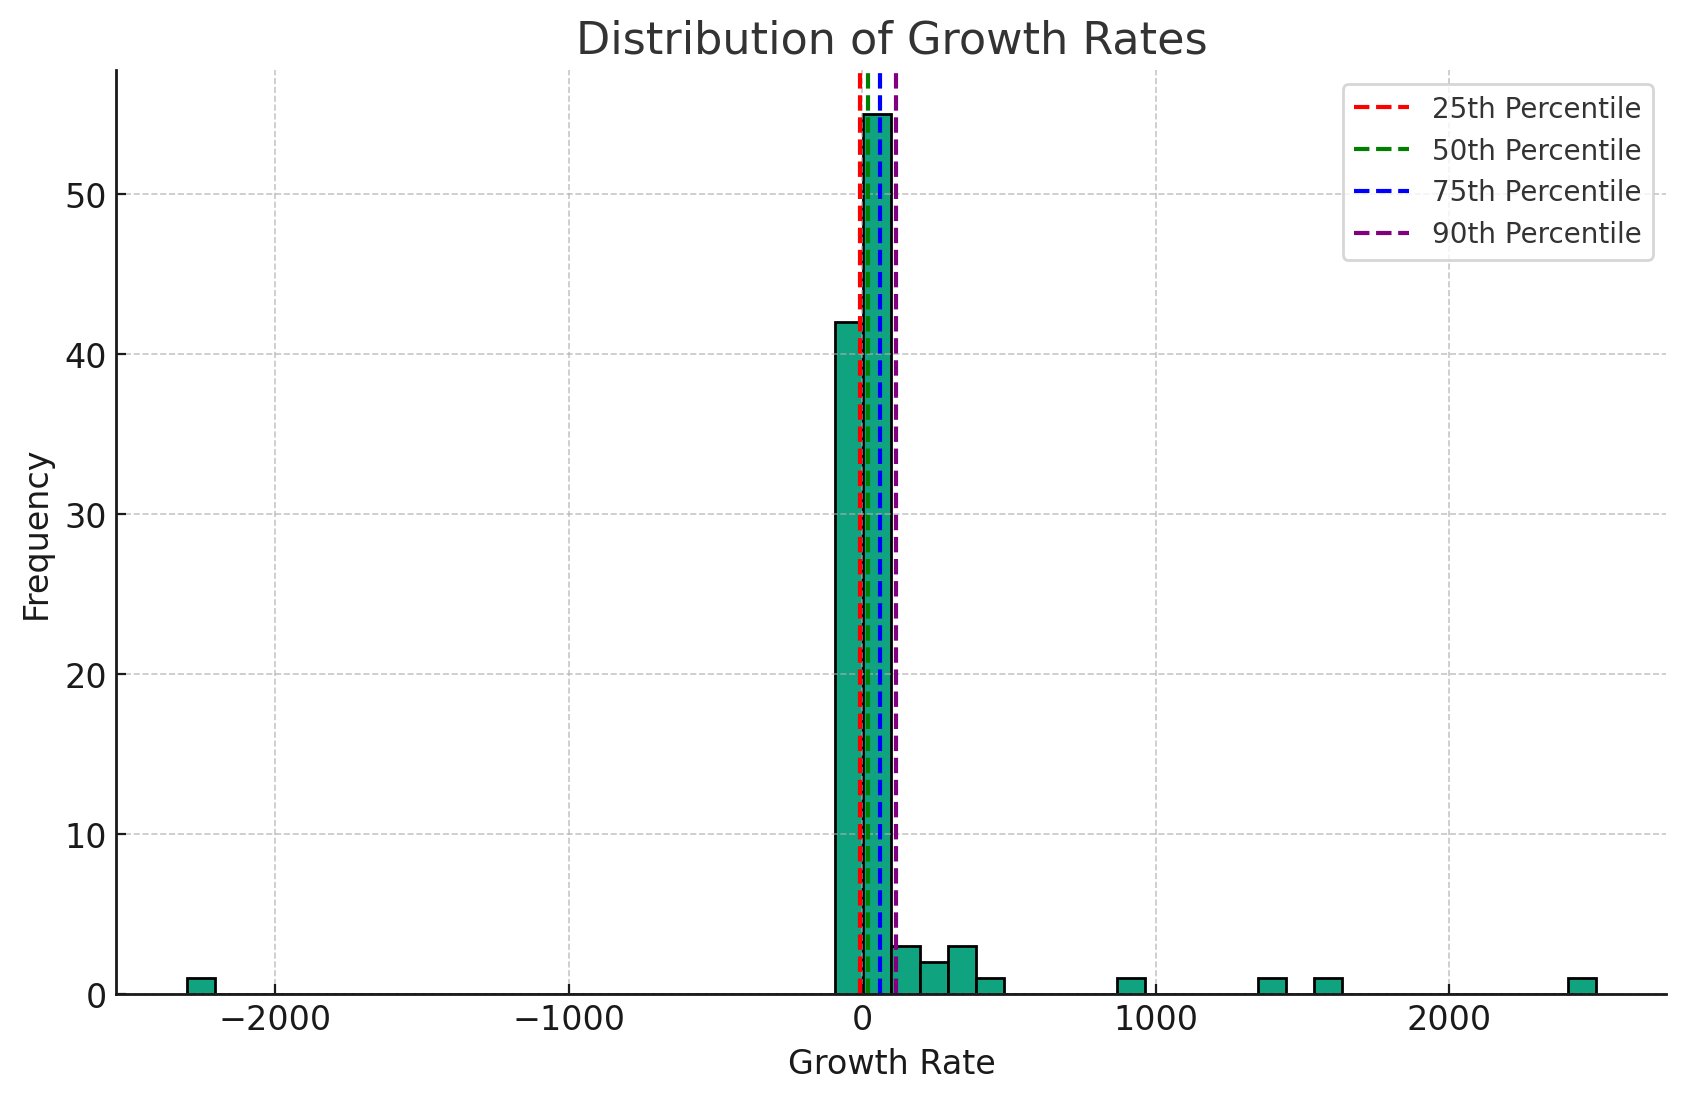 Distribution of Growth Rates
25th Percentile
50th Percentile
75th Percentile
90th Percentile
50
40
30
20
10
0
Frequency
−2000
−1000
0
1000
2000
Growth Rate